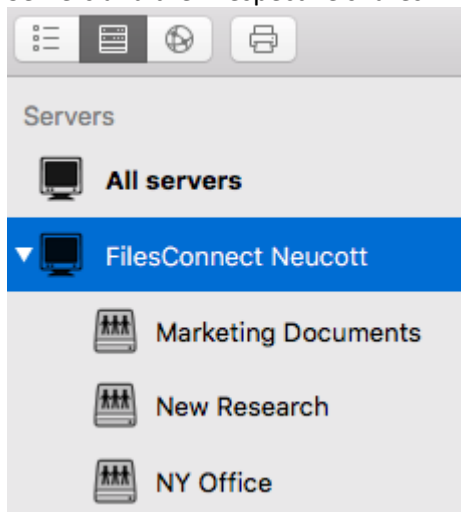 Servers
All servers
FilesConnect Neucott
Marketing Documents
New Research
NY Office